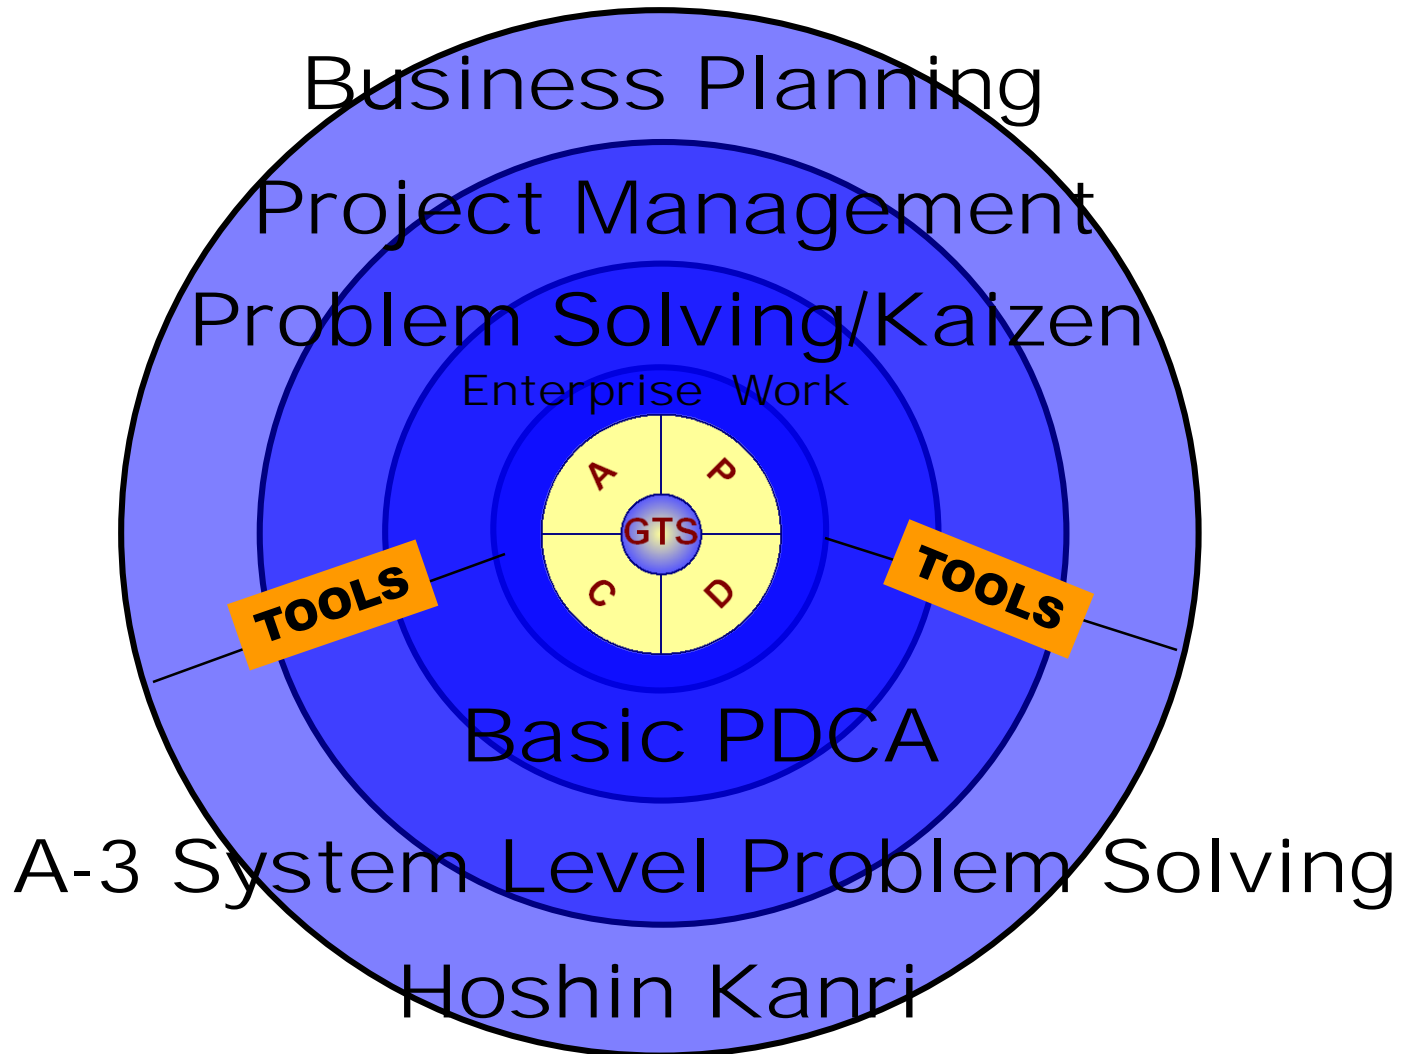 Business Planning
Project Management
Problem Solving/Kaizen
Enterprise Work
A P
GTS
C D
TOOLS
TOOLS
Basic PDCA
A-3 System Level Problem Solving
Hoshin Kanri